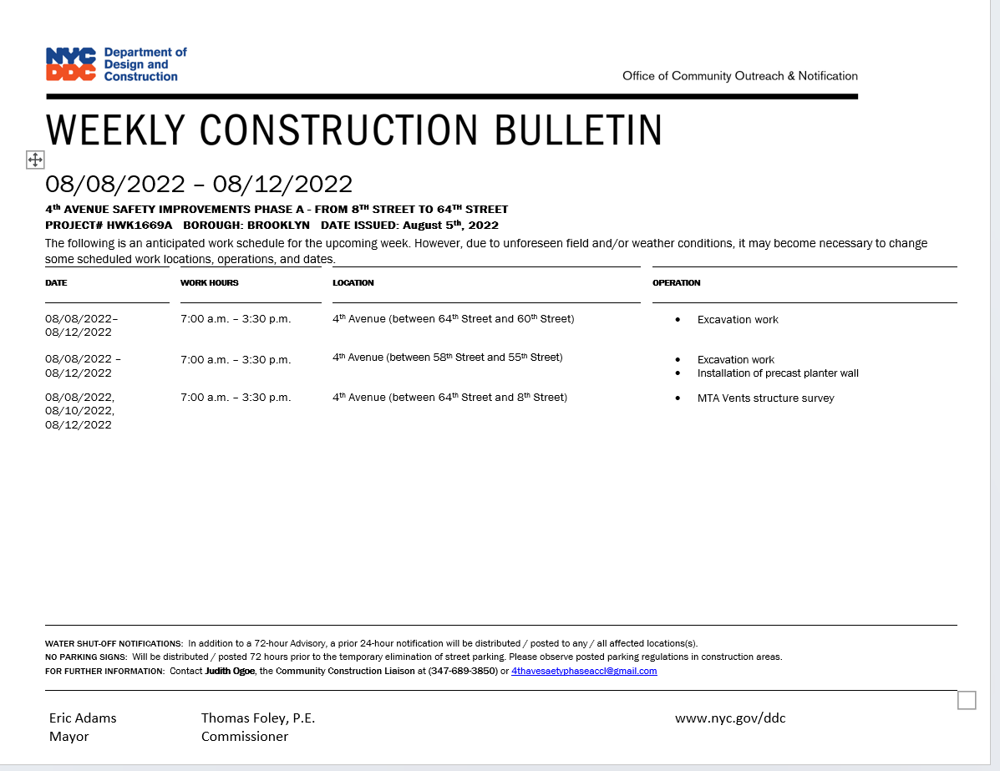 NYC DDC Department of Design and Construction
Office of Community Outreach & Notification
WEEKLY CONSTRUCTION BULLETIN
08/08/2022 – 08/12/2022
4th AVENUE SAFETY IMPROVEMENTS PHASE A - FROM 8TH STREET TO 64TH STREET
PROJECT# HWK1669A BOROUGH: BROOKLYN DATE ISSUED: August 5th, 2022
The following is an anticipated work schedule for the upcoming week. However, due to unforeseen field and/or weather conditions, it may become necessary to change
some scheduled work locations, operations, and dates.
DATE WORK HOURS LOCATION OPERATION
08/08/2022– 7:00 a.m. – 3:30 p.m. 4th Avenue (between 64th Street and 60th Street) • Excavation work
08/12/2022
08/08/2022 – 7:00 a.m. – 3:30 p.m. 4th Avenue (between 58th Street and 55th Street) • Excavation work
08/12/2022 • Installation of precast planter wall
08/08/2022, 7:00 a.m. – 3:30 p.m. 4th Avenue (between 64th Street and 8th Street) • MTA Vents structure survey
08/10/2022,
08/12/2022
WATER SHUT-OFF NOTIFICATIONS: In addition to a 72-hour Advisory, a prior 24-hour notification will be distributed / posted to any / all affected locations(s).
NO PARKING SIGNS: Will be distributed / posted 72 hours prior to the temporary elimination of street parking. Please observe posted parking regulations in construction areas.
FOR FURTHER INFORMATION: Contact Judith Ogoe, the Community Construction Liaison at (347-689-3850) or 4thavesaetyphaseaccl@gmail.com
Eric Adams Thomas Foley, P.E. www.nyc.gov/ddc
Mayor Commissioner